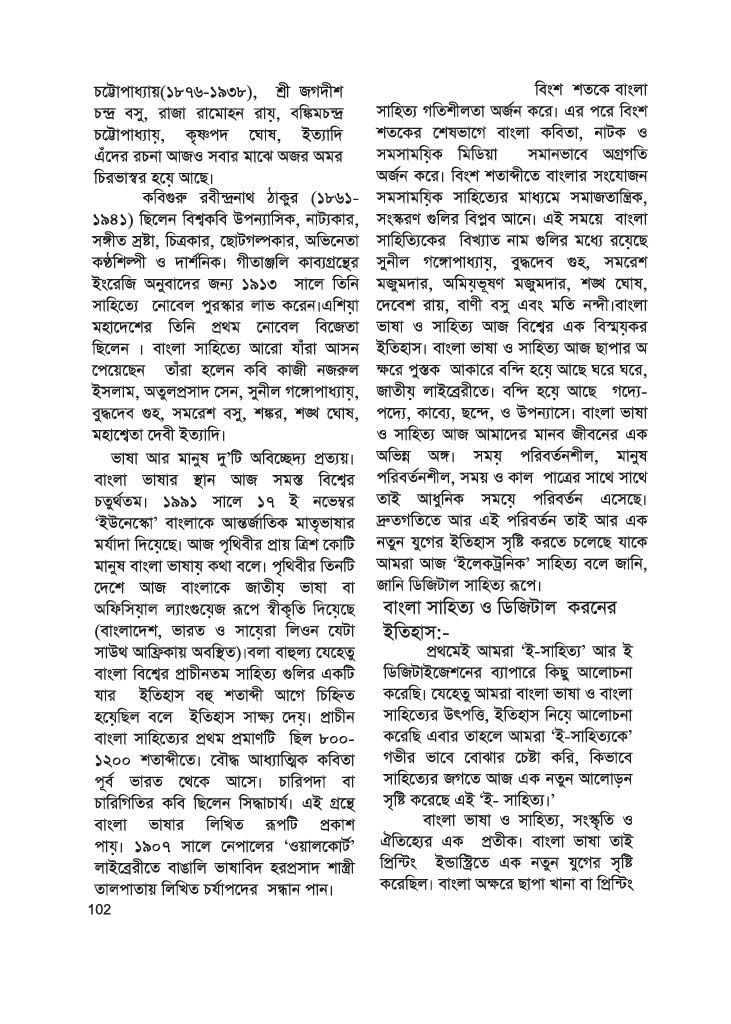 চট্টোপাধ্যায়(১৮৭৬-১৯৩৮), শ্রী জগদীশ
চন্দ্র বসু, রাজা রামোহন রায়, বঙ্কিমচন্দ্র
চট্টোপাধ্যায়, কৃষ্ণপদ ঘোষ, ইত্যাদি
এঁদের রচনা আজও সবার মাঝে অজর অমর
চিরভাস্বর হয়ে আছে।
কবিগুরু রবীন্দ্রনাথ ঠাকুর (১৮৬১-
১৯৪১) ছিলেন বিশ্বকবি উপন্যাসিক, নাট্যকার,
সঙ্গীত স্রষ্টা, চিত্রকার, ছোটগল্পকার, অভিনেতা
কণ্ঠশিল্পী ও দার্শনিক। গীতাঞ্জলি কাব্যগ্রন্থের
ইংরেজি অনুবাদের জন্য ১৯১৩ সালে তিনি
সাহিত্যে নোবেল পুরস্কার লাভ করেন।এশিয়া
মহাদেশের তিনি প্রথম নোবেল বিজেতা
ছিলেন । বাংলা সাহিত্যে আরো যাঁরা আসন
পেয়েছেন তাঁরা হলেন কবি কাজী নজরুল
ইসলাম, অতুলপ্রসাদ সেন, সুনীল গঙ্গোপাধ্যায়,
বুদ্ধদেব গুহ, সমরেশ বসু, শঙ্কর, শঙ্খ ঘোষ,
মহাশ্বেতা দেবী ইত্যাদি।
ভাষা আর মানুষ দু'টি অবিচ্ছেদ্য প্রত্যয়।
বাংলা ভাষার স্থান আজ সমস্ত বিশ্বের
চতুর্থতম। ১৯৯১ সালে ১৭ ই নভেম্বর
‘ইউনেস্কো’ বাংলাকে আন্তর্জাতিক মাতৃভাষার
মর্যাদা দিয়েছে। আজ পৃথিবীর প্রায় ত্রিশ কোটি
মানুষ বাংলা ভাষায় কথা বলে। পৃথিবীর তিনটি
দেশে আজ বাংলাকে জাতীয় ভাষা বা
অফিসিয়াল ল্যাংগুয়েজ রূপে স্বীকৃতি দিয়েছে
(বাংলাদেশ, ভারত ও সায়েরা লিওন যেটা
সাউথ আফ্রিকায় অবস্থিত)।বলা বাহুল্য যেহেতু
বাংলা বিশ্বের প্রাচীনতম সাহিত্য গুলির একটি
যার ইতিহাস বহু শতাব্দী আগে চিহ্নিত
হয়েছিল বলে ইতিহাস সাক্ষ্য দেয়। প্রাচীন
বাংলা সাহিত্যের প্রথম প্রমাণটি ছিল ৮০০-
১২০০ শতাব্দীতে। বৌদ্ধ আধ্যাত্মিক কবিতা
পূর্ব ভারত থেকে আসে। চারিপদা বা
চারিগিতির কবি ছিলেন সিদ্ধাচার্য। এই গ্রন্থে
বাংলা ভাষার লিখিত রূপটি প্রকাশ
পায়। ১৯০৭ সালে নেপালের ‘ওয়ালকোর্ট’
লাইব্রেরীতে বাঙালি ভাষাবিদ হরপ্রসাদ শাস্ত্রী
তালপাতায় লিখিত চর্যাপদের সন্ধান পান।
বিংশ শতকে বাংলা
সাহিত্য গতিশীলতা অর্জন করে। এর পরে বিংশ
শতকের শেষভাগে বাংলা কবিতা, নাটক ও
সমসাময়িক মিডিয়া সমানভাবে অগ্রগতি
অর্জন করে। বিংশ শতাব্দীতে বাংলার সংযোজন
সমসাময়িক সাহিত্যের মাধ্যমে সমাজতান্ত্রিক,
সংস্করণ গুলির বিপ্লব আনে। এই সময়ে বাংলা
সাহিত্যিকের বিখ্যাত নাম গুলির মধ্যে রয়েছে
সুনীল গঙ্গোপাধ্যায়, বুদ্ধদেব গুহ, সমরেশ
মজুমদার, অমিয়ভূষণ মজুমদার, শঙ্খ ঘোষ,
দেবেশ রায়, বাণী বসু এবং মতি নন্দী।বাংলা
ভাষা ও সাহিত্য আজ বিশ্বের এক বিস্ময়কর
ইতিহাস। বাংলা ভাষা ও সাহিত্য আজ ছাপার অ
ক্ষরে পুস্তক আকারে বন্দি হয়ে আছে ঘরে ঘরে,
জাতীয় লাইব্রেরীতে। বন্দি হয়ে আছে গদ্যে-
পদ্যে, কাব্যে, ছন্দে, ও উপন্যাসে। বাংলা ভাষা
ও সাহিত্য আজ আমাদের মানব জীবনের এক
অভিন্ন অঙ্গ। সময় পরিবর্তনশীল, মানুষ
পরিবর্তনশীল, সময় ও কাল পাত্রের সাথে সাথে
তাই আধুনিক সময়ে পরিবর্তন এসেছে।
দ্রুতগতিতে আর এই পরিবর্তন তাই আর এক
নতুন যুগের ইতিহাস সৃষ্টি করতে চলেছে যাকে
আমরা আজ ‘ইলেকট্রনিক’ সাহিত্য বলে জানি,
জানি ডিজিটাল সাহিত্য রূপে।
বাংলা সাহিত্য ও ডিজিটাল করনের
ইতিহাস:-
প্রথমেই আমরা ‘ই-সাহিত্য’ আর ই
ডিজিটাইজেশনের ব্যাপারে কিছু আলোচনা
করেছি। যেহেতু আমরা বাংলা ভাষা ও বাংলা
সাহিত্যের উৎপত্তি, ইতিহাস নিয়ে আলোচনা
করেছি এবার তাহলে আমরা ‘ই-সাহিত্যকে’
গভীর ভাবে বোঝার চেষ্টা করি, কিভাবে
সাহিত্যের জগতে আজ এক নতুন আলোড়ন
সৃষ্টি করেছে এই ‘ই- সাহিত্য।’
বাংলা ভাষা ও সাহিত্য, সংস্কৃতি ও
ঐতিহ্যের এক প্রতীক। বাংলা ভাষা তাই
প্রিন্টিং ইন্ডাস্ট্রিতে এক নতুন যুগের সৃষ্টি
করেছিল। বাংলা অক্ষরে ছাপা খানা বা প্রিন্টিং
102